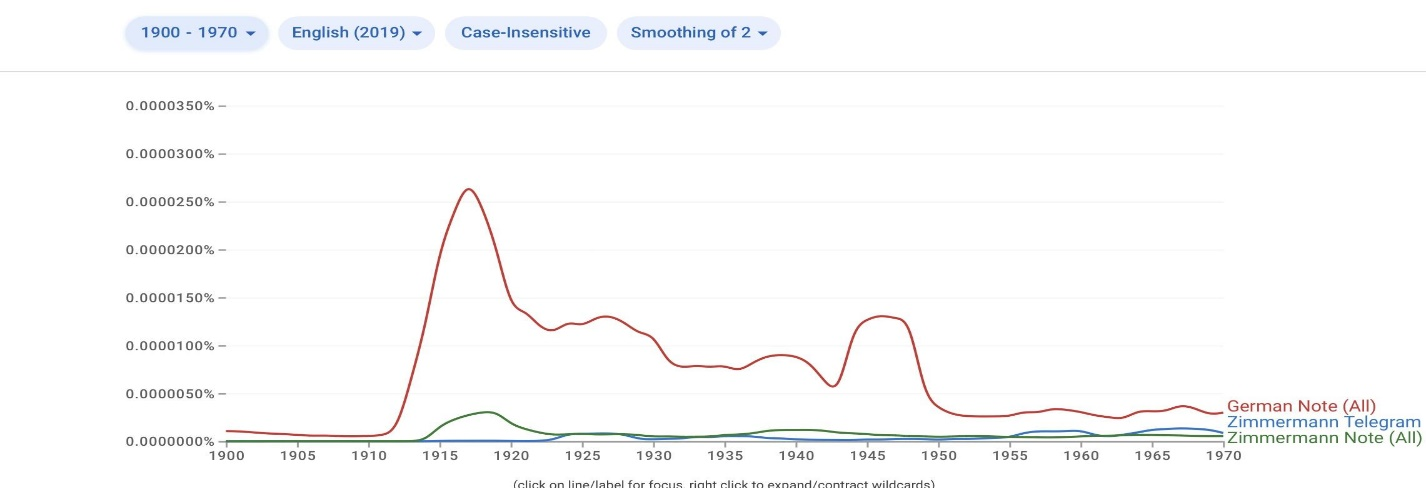 1900 - 1970 English (2019) Case-Insensitive Smoothing of 2
0.0000350%
0.0000300%
0.0000250%
0.0000200%
0.0000150%
0.0000100%
0.0000050%
0.0000000%
German Note (All)
Zimmermann Telegram
Zimmermann Note (All)
1900 1905 1910 1915 1920 1925 1930 1935 1940 1945 1950 1955 1960 1965 1970
(click on line/label for focus, right click to expand/contract wildcards)